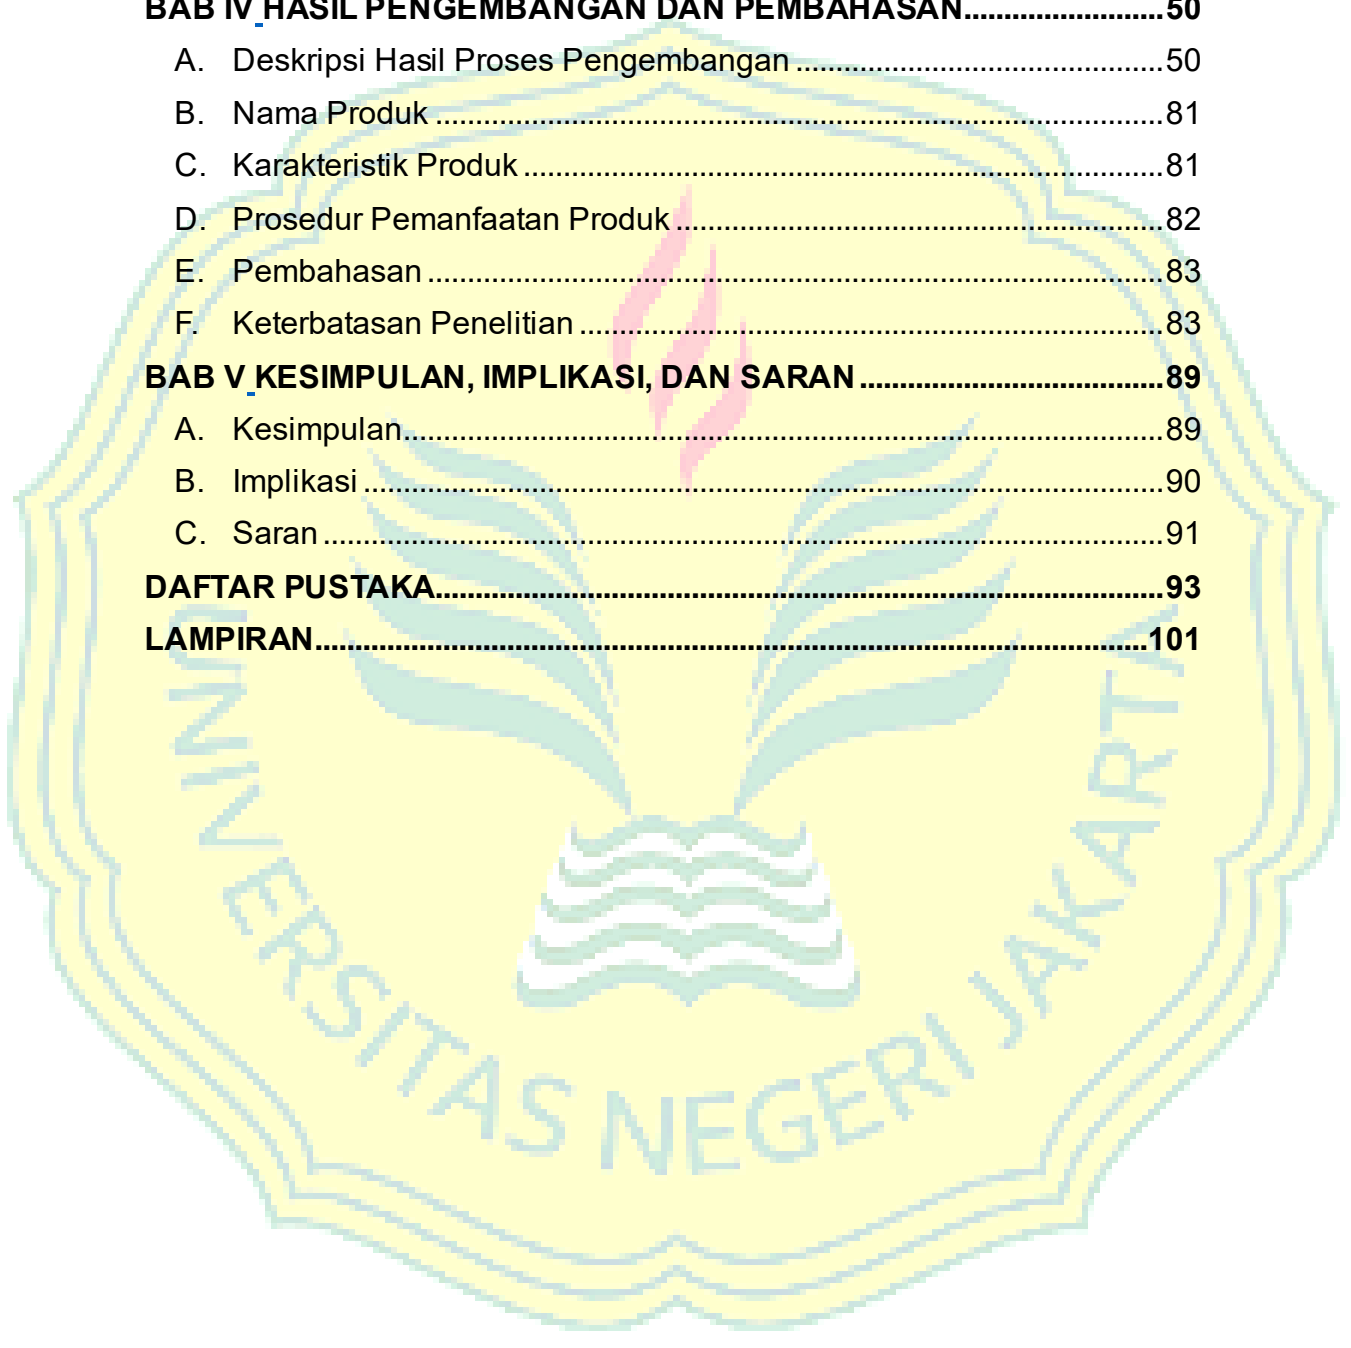 BAB IV HASIL PENGEMBANGAN DAN PEMBAHASAN.........................50
A. Deskripsi Hasil Proses Pengembangan..............................................50
B. Nama Produk...........................................................................................81
C. Karakteristik Produk................................................................................81
D. Prosedur Pemanfaatan Produk.............................................................82
E. Pembahasan............................................................................................83
F. Keterbatasan Penelitian.........................................................................83
BAB V KESIMPULAN, IMPLIKASI, DAN SARAN......................................89
A. Kesimpulan...............................................................................................89
B. Implikasi....................................................................................................90
C. Saran.........................................................................................................91
DAFTAR PUSTAKA...........................................................................................93
LAMPIRAN........................................................................................................101
UNIVERSITAS NEGERI JAKARTA